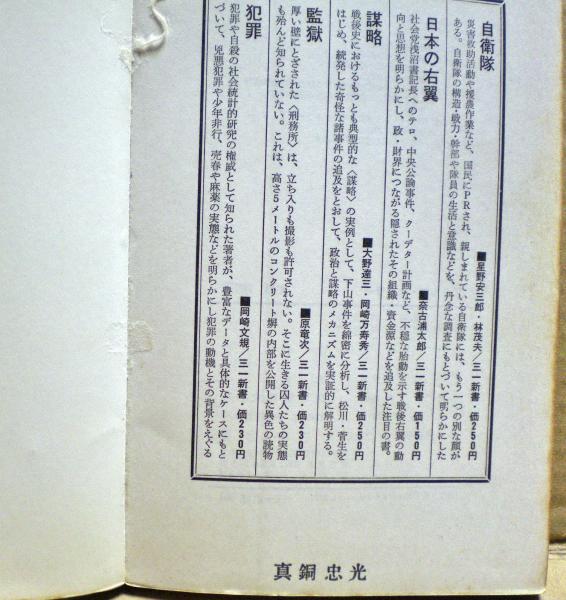 自衛隊
■星野安三郎・林茂夫／三一新書・価250円
災害救助活動や援農作業など、国民にPRされ、親しまれている自衛隊には、もう一つの別な顔が
ある。自衛隊の構造・戦力・幹部や隊員の生活と意識などを、丹念な調査にもとづいて明らかにした
日本の右翼
■奈古浦太郎／三一新書・価150円
社会党浅沼書記長へのテロ、中央公論事件、クーデター計画など、不穏な胎動を示す戦後右翼の動
向と思想を明らかにし、政・財界につながる隠されたその組織・資金源などを追及した注目の書。
謀略
■大野達三・岡崎万寿秀／三一新書・価250円
戦後史におけるもっとも典型的な〈謀略〉の実例として、下山事件を綿密に分析し、松川・菅生を
はじめ、続発した奇怪な諸事件の追及をとおして、政治と謀略のメカニズムを実証的に解明する。
監獄
■原竜次／三一新書・価230円
厚い壁にとざされた〈刑務所〉は、立ち入りも撮影も許可されない。そこに生きる囚人たちの実態
も殆んど知られていない。これは、高さ5メートルのコンクリート塀の内部を公開した異色の読物
犯罪
■岡崎文規／三一新書・価230円
犯罪や自殺の社会統計的研究の権威として知られた著者が、豊富なデータと具体的なケースにもと
づいて、兇悪犯罪や少年非行、売春や麻薬の実態などを明らかにし犯罪の動機とその背景をえぐる
真銅忠光